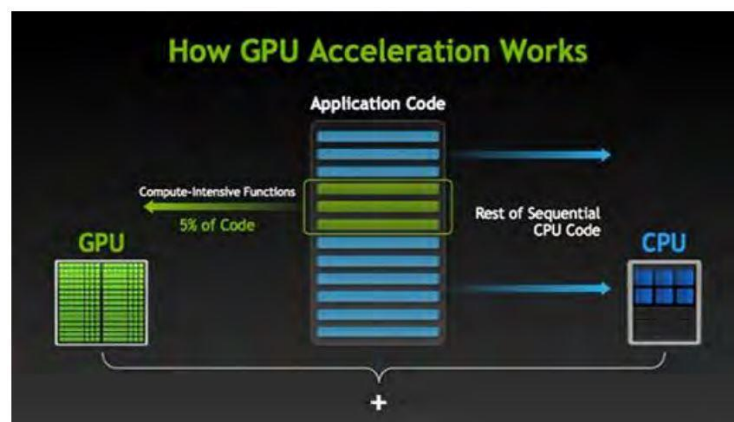 How GPU Acceleration Works
Application Code
Compute-Intensive Functions
5% of Code
Rest of Sequential
CPU Code
GPU
CPU
+